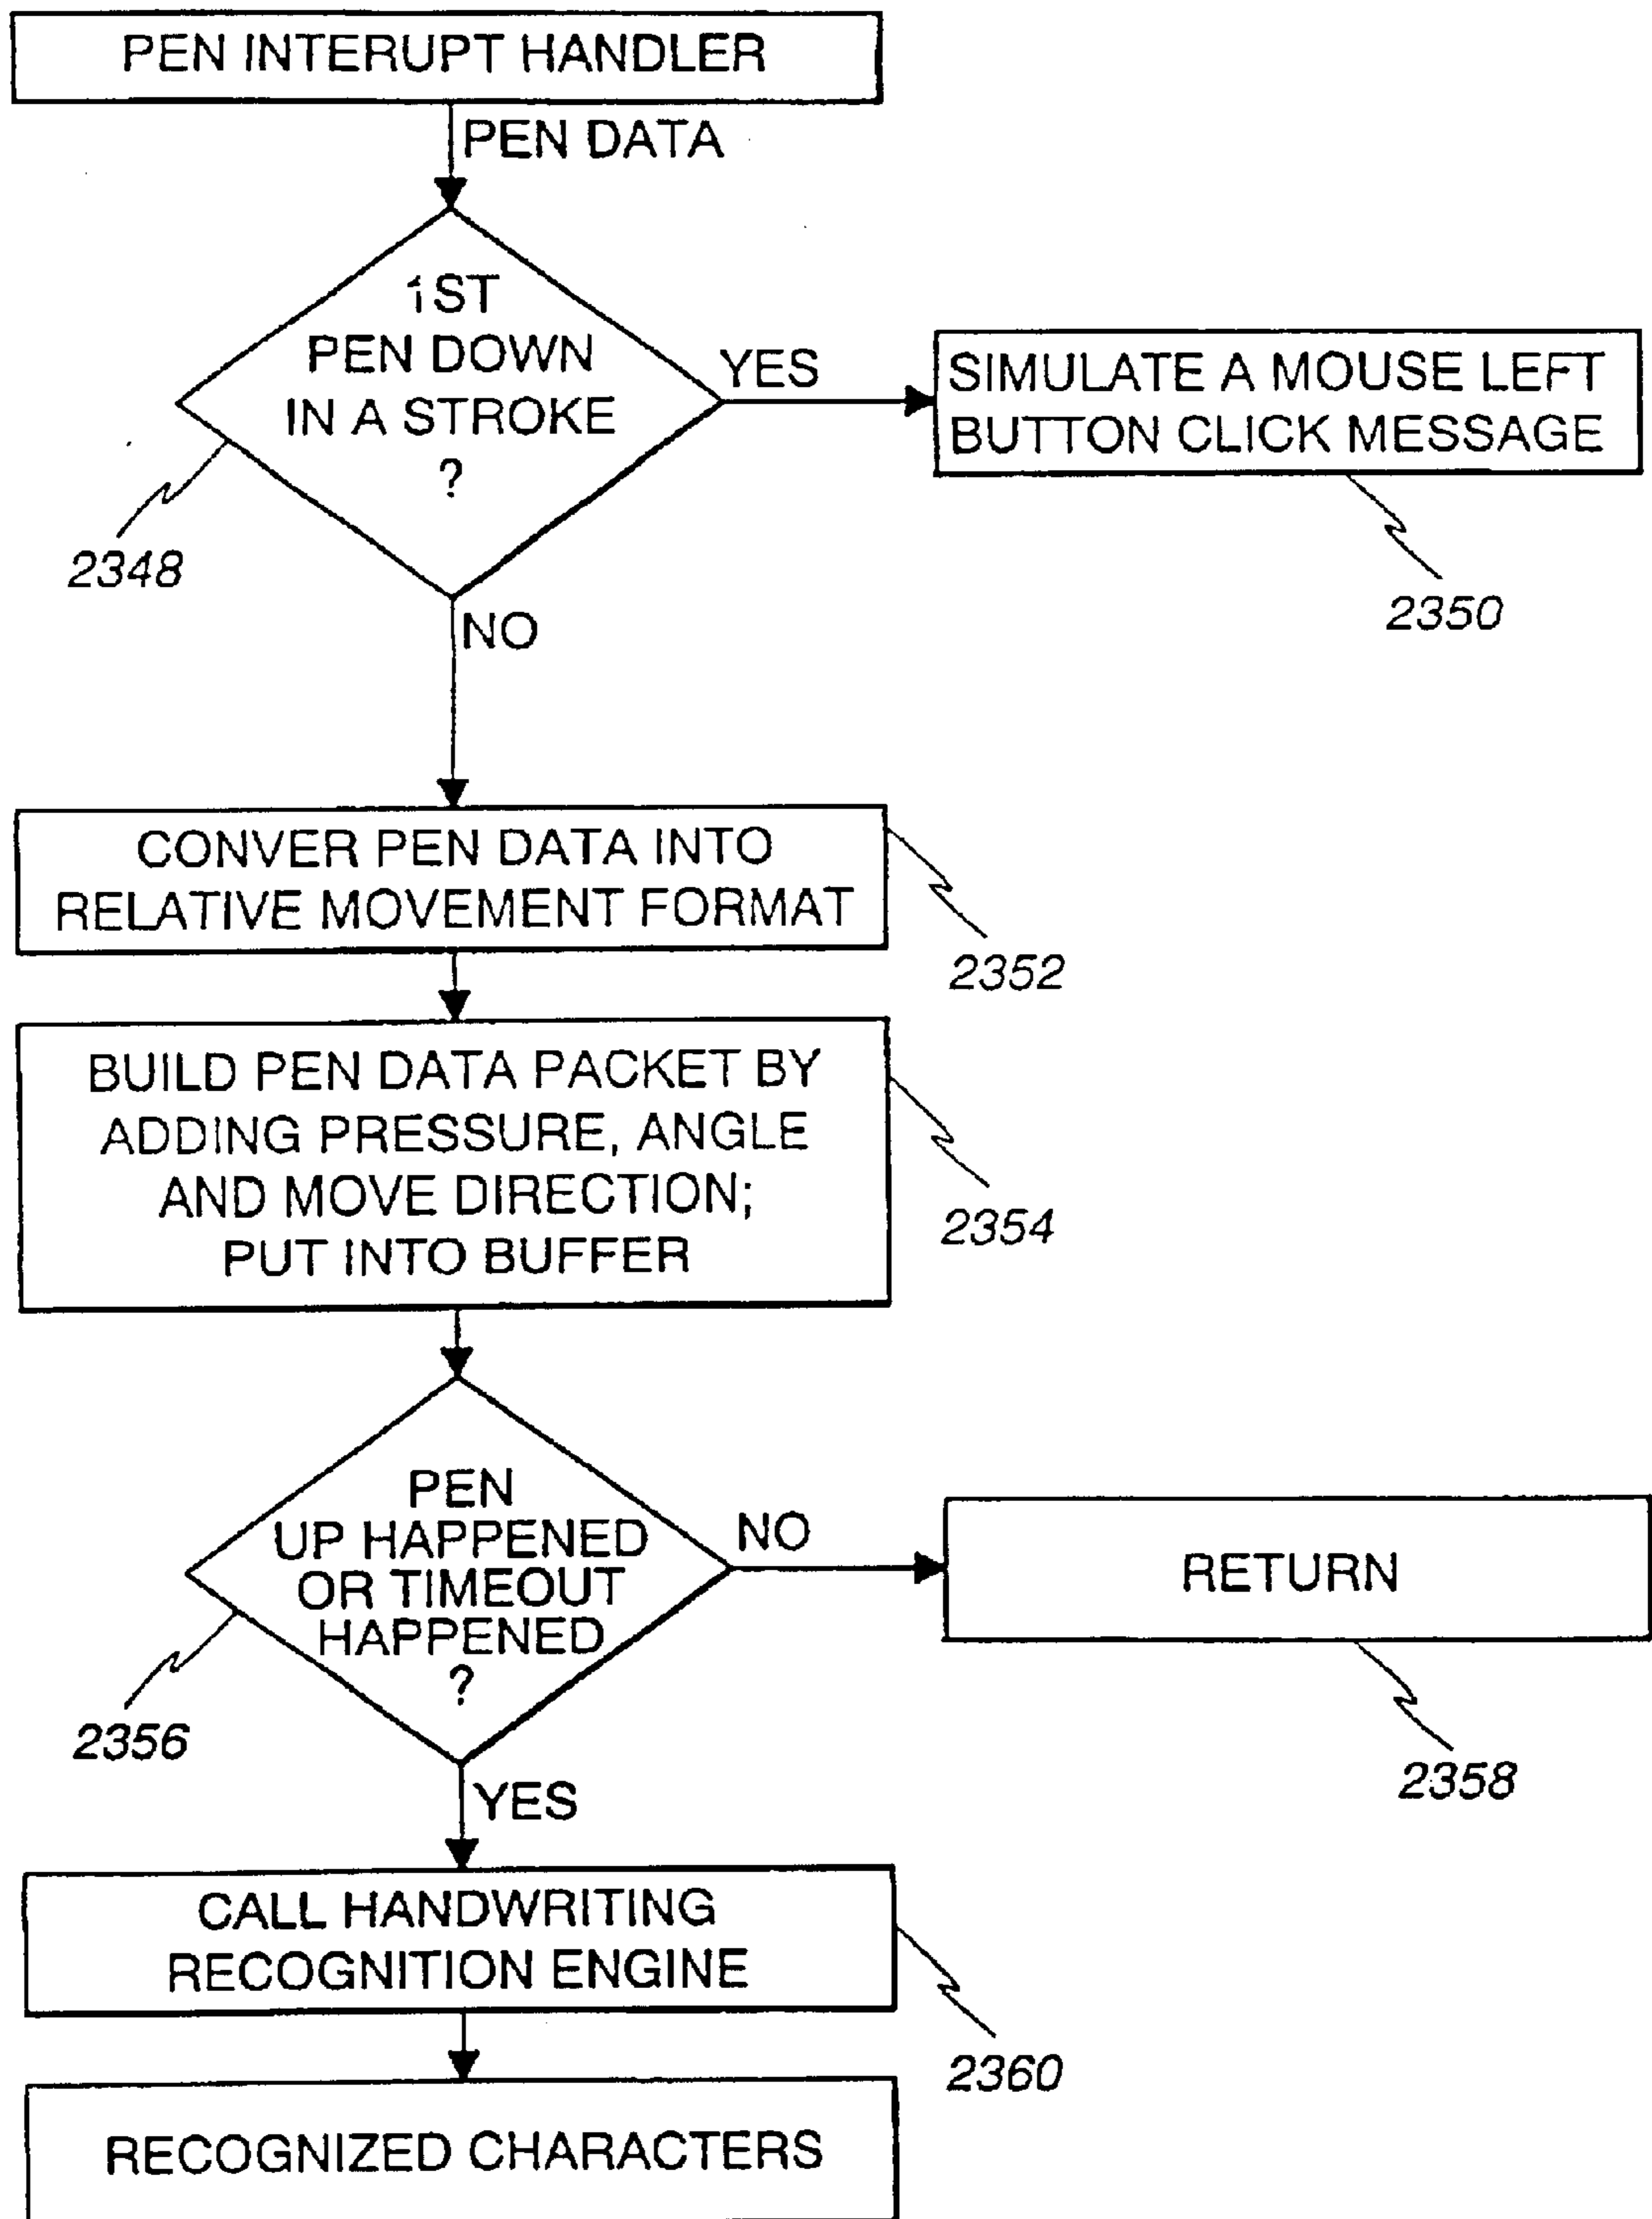 PEN INTERUPT HANDLER
PEN DATA
1ST
PEN DOWN
IN A STROKE
?
YES
SIMULATE A MOUSE LEFT
BUTTON CLICK MESSAGE
2348
2350
NO
CONVER PEN DATA INTO
RELATIVE MOVEMENT FORMAT
2352
BUILD PEN DATA PACKET BY
ADDING PRESSURE, ANGLE
AND MOVE DIRECTION;
PUT INTO BUFFER
2354
PEN
UP HAPPENED
OR TIMEOUT
HAPPENED
?
NO
RETURN
2356
2358
YES
CALL HANDWRITING
RECOGNITION ENGINE
2360
RECOGNIZED CHARACTERS